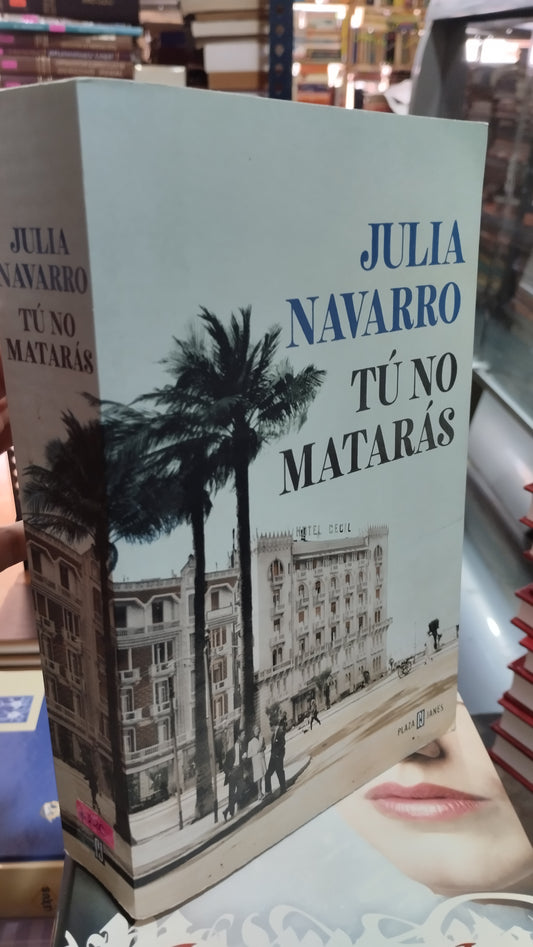 JULIA
NAVARRO
TÚ NO
MATARÁS
JULIA
NAVARRO
TÚ NO
MATARÁS
HOTEL CECIL
PLAZA JANES